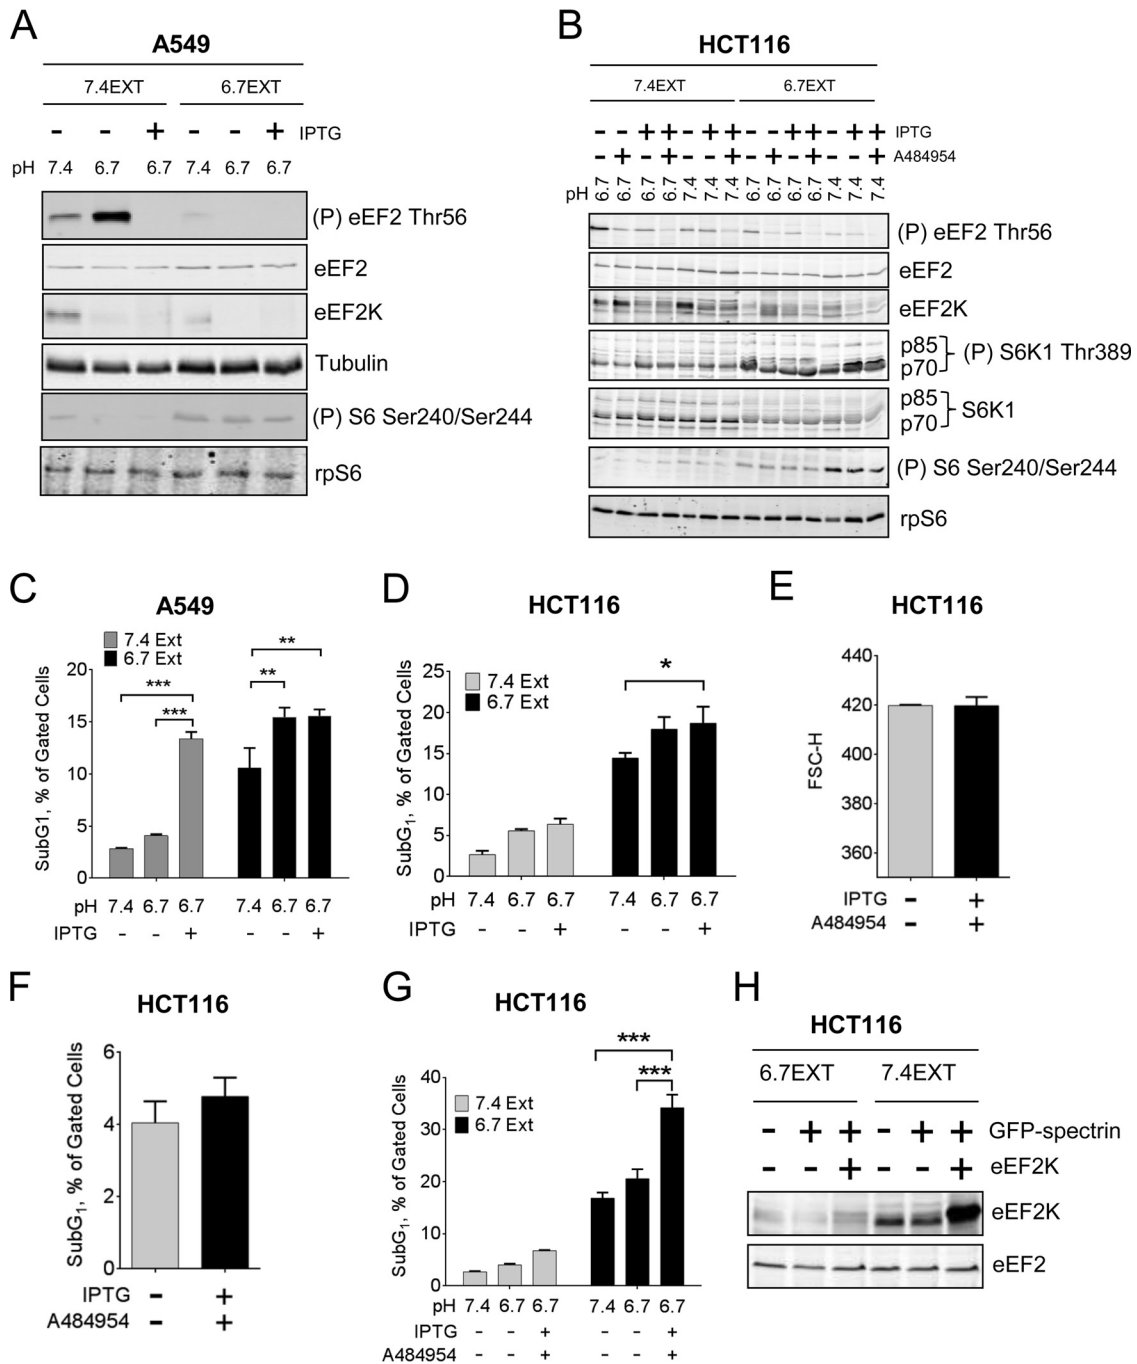 A
A549
7.4EXT 6.7EXT
- - + - - + IPTG
pH 7.4 6.7 6.7 7.4 6.7 6.7
(P) eEF2 Thr56
eEF2
eEF2K
Tubulin
(P) S6 Ser240/Ser244
rpS6
B
HCT116
7.4EXT 6.7EXT
- - + + - + + - - + + - + + IPTG
- + - + - - + - + - + - - + A484954
pH 6.7 6.7 6.7 6.7 7.4 7.4 7.4 6.7 6.7 6.7 6.7 7.4 7.4 7.4
(P) eEF2 Thr56
eEF2
eEF2K
p85
p70
(P) S6K1 Thr389
p85
p70
S6K1
(P) S6 Ser240/Ser244
rpS6
C
A549
7.4 Ext
6.7 Ext
SubG1, % of Gated Cells
20
15
10
5
0
***
***
**
**
pH 7.4 6.7 6.7 7.4 6.7 6.7
IPTG - - + - - +
D
HCT116
7.4 Ext
6.7 Ext
SubG₁, % of Gated Cells
25
20
15
10
5
0
*
pH 7.4 6.7 6.7 7.4 6.7 6.7
IPTG - - + - - +
E
HCT116
FSC-H
440
420
400
380
360
IPTG - +
A484954 - +
F
HCT116
SubG₁, % of Gated Cells
6
4
2
0
IPTG - +
A484954 - +
G
HCT116
7.4 Ext
6.7 Ext
SubG₁, % of Gated Cells
40
30
20
10
0
***
***
pH 7.4 6.7 6.7 7.4 6.7 6.7
IPTG - - + - - +
A484954 - - + - - +
H
HCT116
6.7EXT 7.4EXT
- + + - + + GFP-spectrin
- - + - - + eEF2K
eEF2K
eEF2